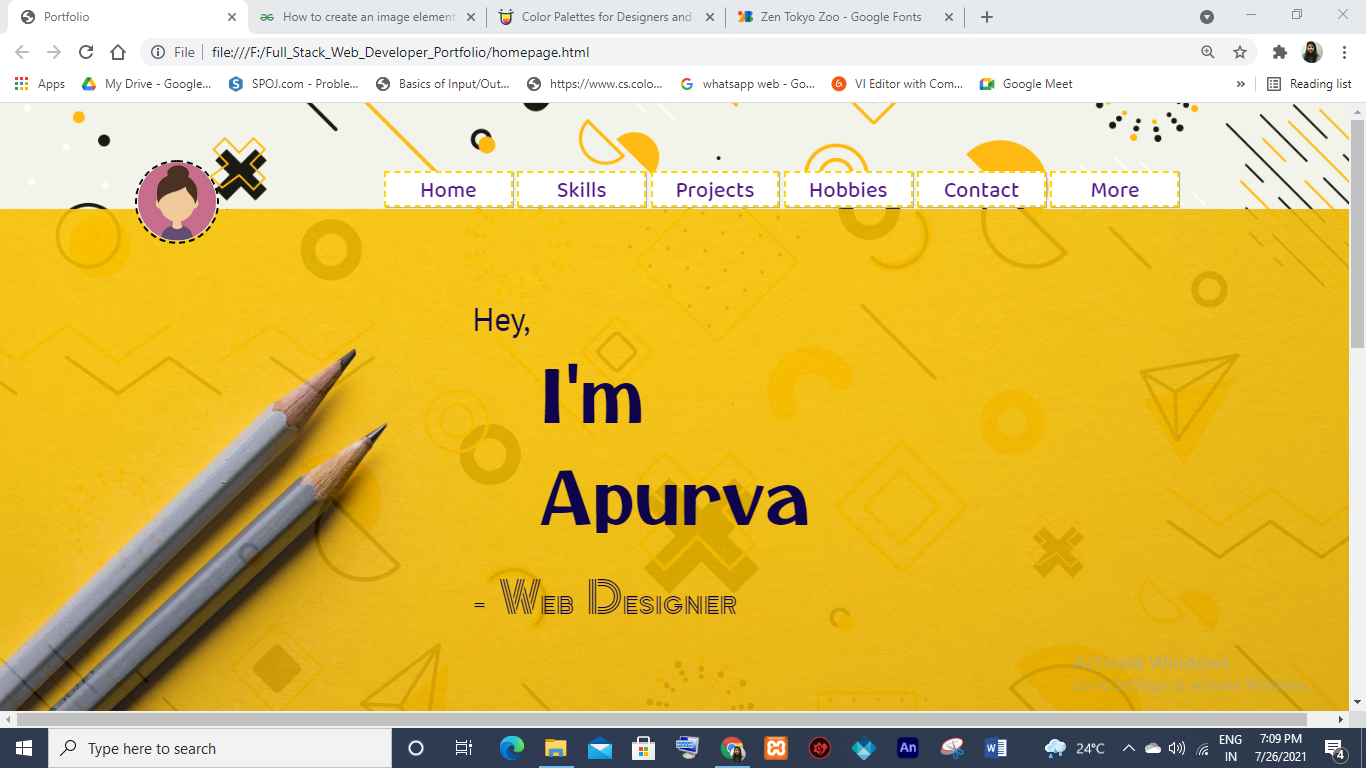 Portfolio
How to create an image element
Color Palettes for Designers and
Zen Tokyo Zoo - Google Fonts
File
file:///F:/Full_Stack_Web_Developer_Portfolio/homepage.html
Apps
My Drive - Google...
SPOJ.com - Proble...
Basics of Input/Out...
https://www.cs.colo...
whatsapp web - Go...
VI Editor with Com...
Google Meet
»
Reading list
Home Skills Projects Hobbies Contact More
Hey,
I'm
Apurva
- Web Designer
Activate Windows
Go to Settings to activate Windows.
Type here to search
An
24°C
ENG
IN
7:09 PM
7/26/2021
4